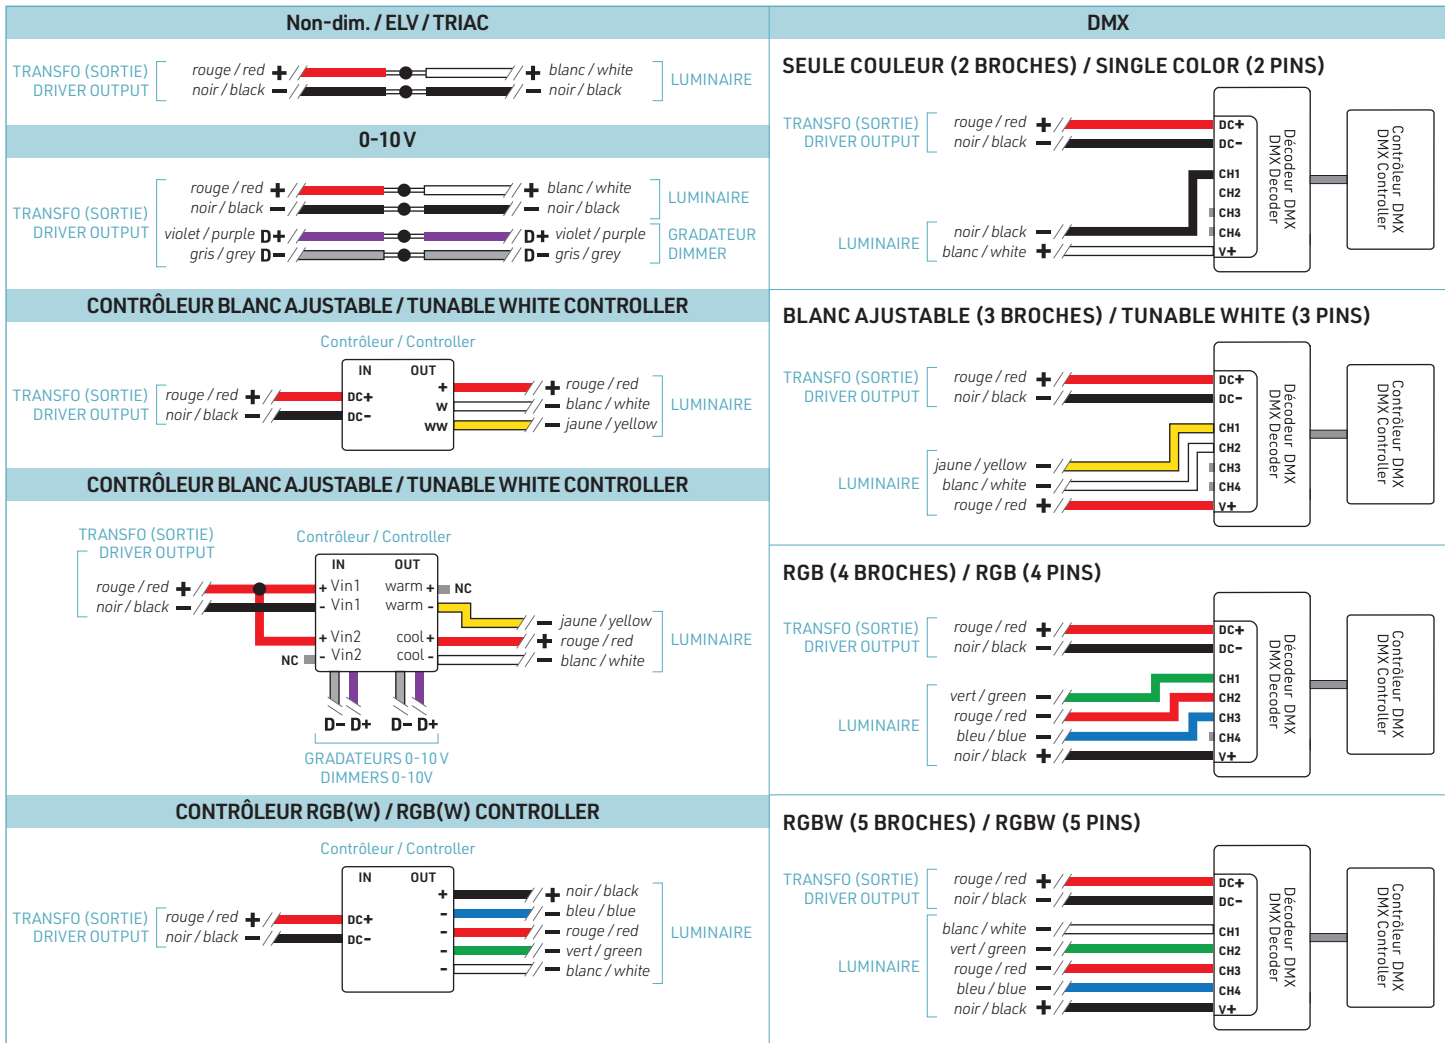 Non-dim. / ELV / TRIAC
TRANSFO (SORTIE)
DRIVER OUTPUT
rouge / red +
noir / black −
+ blanc / white
− noir / black
LUMINAIRE
0-10 V
TRANSFO (SORTIE)
DRIVER OUTPUT
rouge / red +
noir / black −
violet / purple D+
gris / grey D−
+ blanc / white
− noir / black
LUMINAIRE
D+ violet / purple
D− gris / grey
GRADATEUR
DIMMER
CONTRÔLEUR BLANC AJUSTABLE / TUNABLE WHITE CONTROLLER
Contrôleur / Controller
TRANSFO (SORTIE)
DRIVER OUTPUT
rouge / red +
noir / black −
IN OUT
DC+
DC−
+
W
WW
+ rouge / red
− blanc / white
− jaune / yellow
LUMINAIRE
CONTRÔLEUR BLANC AJUSTABLE / TUNABLE WHITE CONTROLLER
TRANSFO (SORTIE)
DRIVER OUTPUT
Contrôleur / Controller
rouge / red +
noir / black −
IN OUT
+ Vin1 warm + NC
- Vin1 warm -
+ Vin2 cool +
NC - Vin2 cool -
− jaune / yellow
+ rouge / red
− blanc / white
LUMINAIRE
D− D+ D− D+
GRADATEURS 0-10 V
DIMMERS 0-10V
CONTRÔLEUR RGB(W) / RGB(W) CONTROLLER
Contrôleur / Controller
TRANSFO (SORTIE)
DRIVER OUTPUT
rouge / red +
noir / black −
IN OUT
DC+
DC−
+
-
-
-
-
+ noir / black
− bleu / blue
− rouge / red
− vert / green
− blanc / white
LUMINAIRE
DMX
SEULE COULEUR (2 BROCHES) / SINGLE COLOR (2 PINS)
TRANSFO (SORTIE)
DRIVER OUTPUT
rouge / red +
noir / black −
LUMINAIRE
noir / black −
blanc / white +
DC+
DC−
CH1
CH2
CH3
CH4
V+
Décodeur DMX
DMX Decoder
Contrôleur DMX
DMX Controller
BLANC AJUSTABLE (3 BROCHES) / TUNABLE WHITE (3 PINS)
TRANSFO (SORTIE)
DRIVER OUTPUT
rouge / red +
noir / black −
LUMINAIRE
jaune / yellow −
blanc / white −
rouge / red +
DC+
DC−
CH1
CH2
CH3
CH4
V+
Décodeur DMX
DMX Decoder
Contrôleur DMX
DMX Controller
RGB (4 BROCHES) / RGB (4 PINS)
TRANSFO (SORTIE)
DRIVER OUTPUT
rouge / red +
noir / black −
LUMINAIRE
vert / green −
rouge / red −
bleu / blue −
noir / black +
DC+
DC−
CH1
CH2
CH3
CH4
V+
Décodeur DMX
DMX Decoder
Contrôleur DMX
DMX Controller
RGBW (5 BROCHES) / RGBW (5 PINS)
TRANSFO (SORTIE)
DRIVER OUTPUT
rouge / red +
noir / black −
LUMINAIRE
blanc / white −
vert / green −
rouge / red −
bleu / blue −
noir / black +
DC+
DC−
CH1
CH2
CH3
CH4
V+
Décodeur DMX
DMX Decoder
Contrôleur DMX
DMX Controller